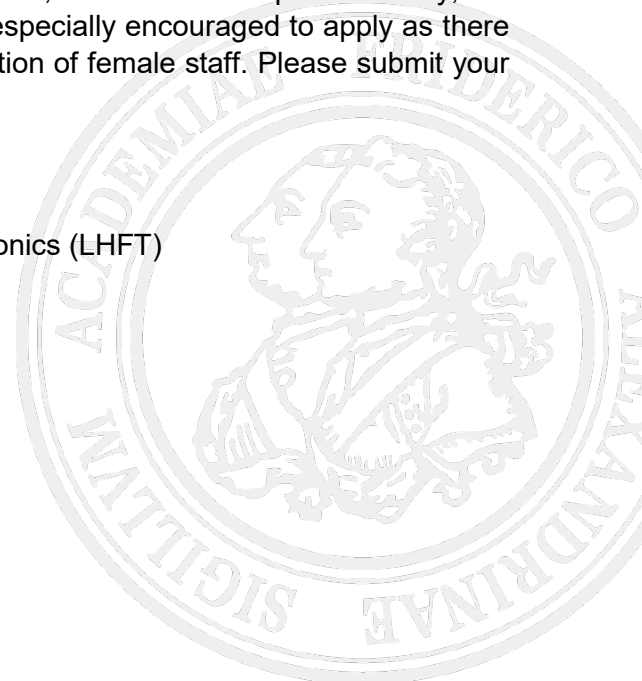 especially encouraged to apply as there
tion of female staff. Please submit your
onics (LHFT)
SIGILLVM ACADEMIAE FRIDERICO ALEXANDRINAE